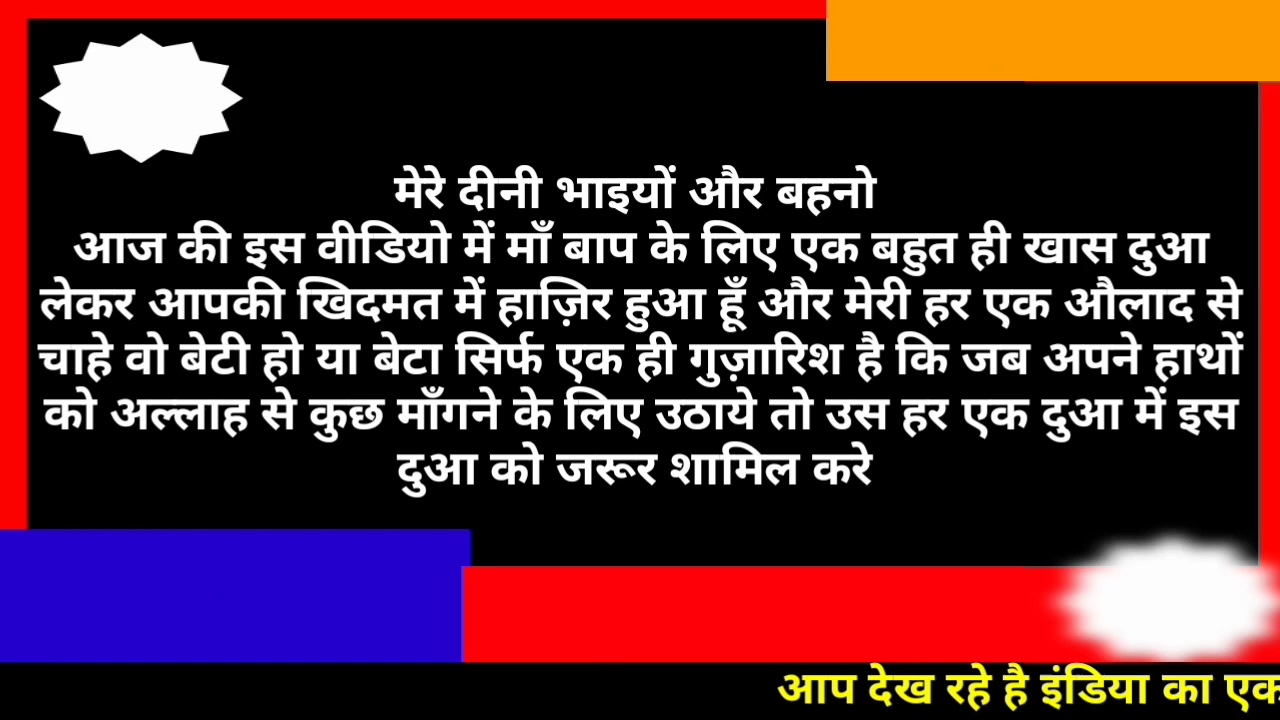 मेरे दीनी भाइयों और बहनो
आज की इस वीडियो में माँ बाप के लिए एक बहुत ही खास दुआ
लेकर आपकी खिदमत में हाज़िर हुआ हूँ और मेरी हर एक औलाद से
चाहे वो बेटी हो या बेटा सिर्फ एक ही गुज़ारिश है कि जब अपने हाथों
को अल्लाह से कुछ माँगने के लिए उठाये तो उस हर एक दुआ में इस
दुआ को जरूर शामिल करे
आप देख रहे है इंडिया का एक